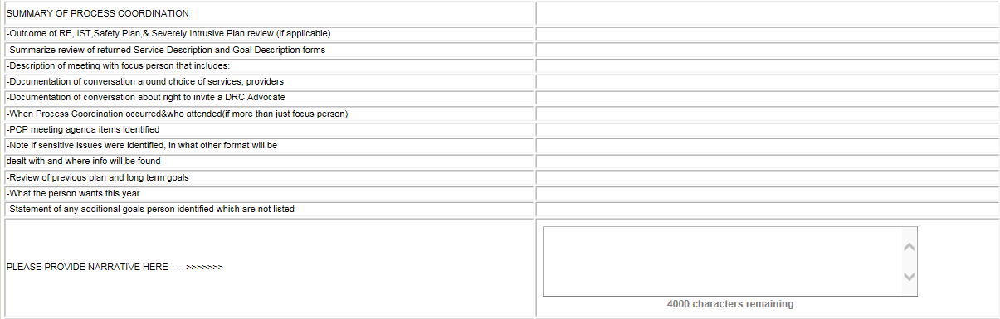 SUMMARY OF PROCESS COORDINATION
-Outcome of RE, IST,Safety Plan,& Severely Intrusive Plan review (if applicable)
-Summarize review of returned Service Description and Goal Description forms
-Description of meeting with focus person that includes:
-Documentation of conversation around choice of services, providers
-Documentation of conversation about right to invite a DRC Advocate
-When Process Coordination occurred&who attended(if more than just focus person)
-PCP meeting agenda items identified
-Note if sensitive issues were identified, in what other format will be
dealt with and where info will be found
-Review of previous plan and long term goals
-What the person wants this year
-Statement of any additional goals person identified which are not listed
PLEASE PROVIDE NARRATIVE HERE ----->>>>>>>
4000 characters remaining